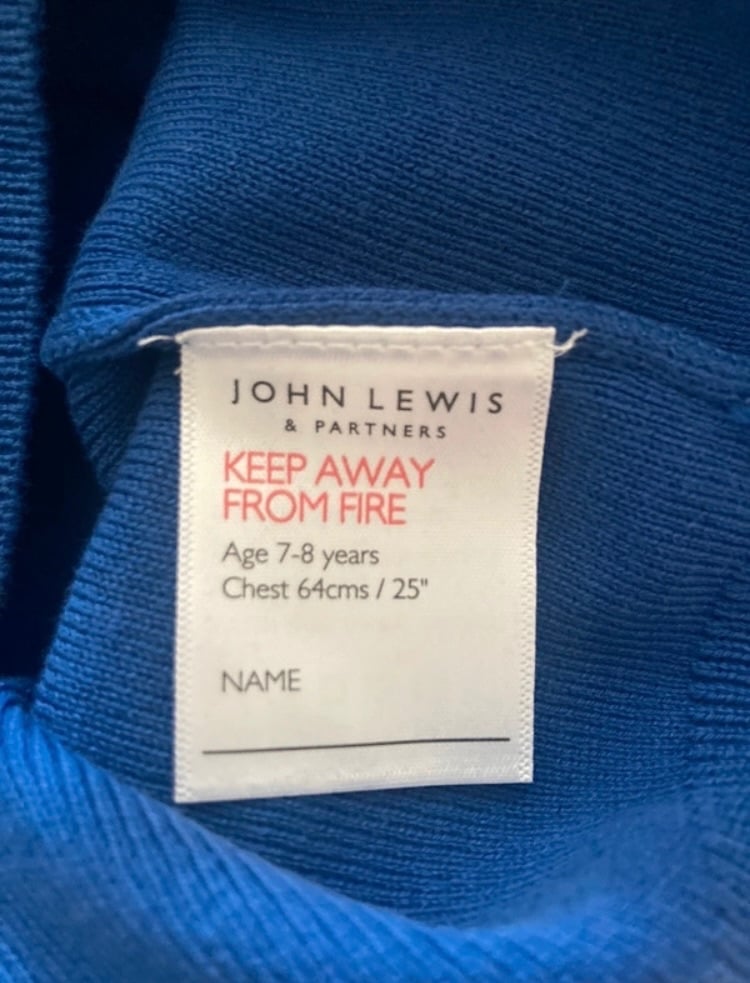 JOHN LEWIS
& PARTNERS
KEEP AWAY
FROM FIRE
Age 7-8 years
Chest 64cms / 25"
NAME